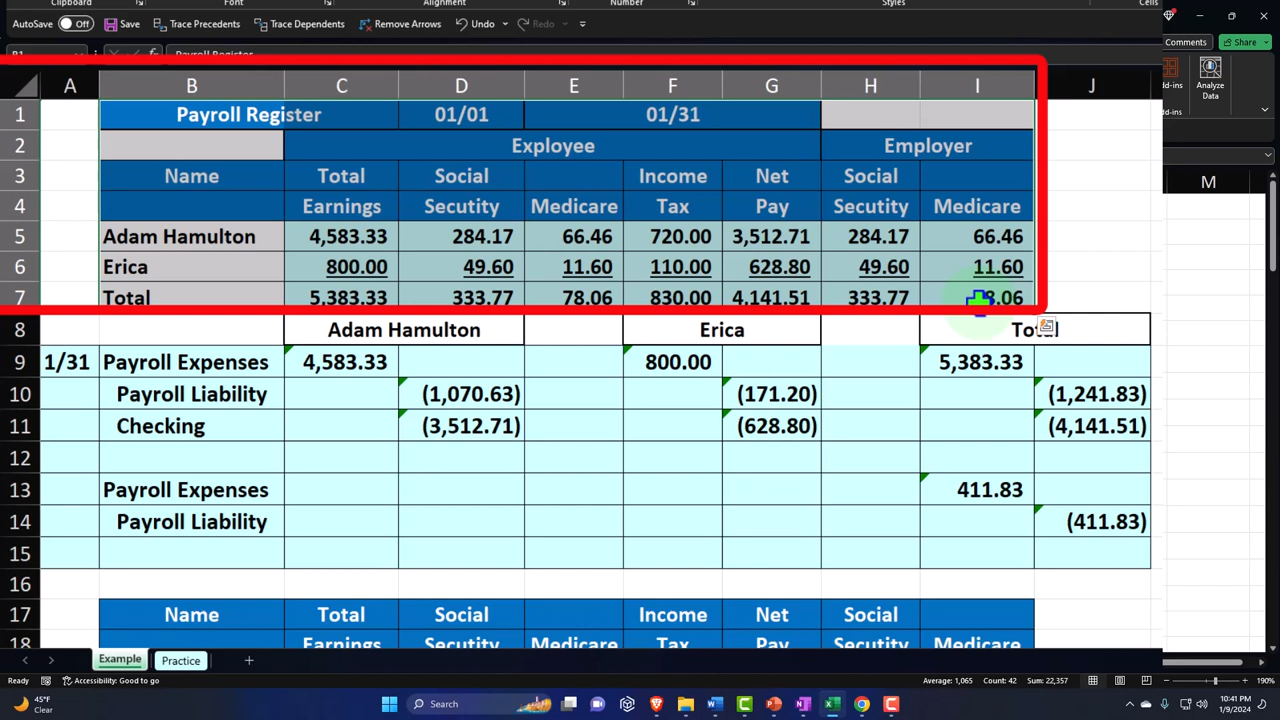 Clipboard Font Alignment Number Styles Cells
AutoSave Off Save Trace Precedents Trace Dependents Remove Arrows Undo Redo
Comments Share
B1 Payroll Register
Add-ins Analyze
Data
A B C D E F G H I J M
1 Payroll Register 01/01 01/31
2 Exployee Employer
3 Name Total Social Income Net Social
4 Earnings Secutity Medicare Tax Pay Secutity Medicare
5 Adam Hamulton 4,583.33 284.17 66.46 720.00 3,512.71 284.17 66.46
6 Erica 800.00 49.60 11.60 110.00 628.80 49.60 11.60
7 Total 5,383.33 333.77 78.06 830.00 4,141.51 333.77 8.06
8 Adam Hamulton Erica Total
9 1/31 Payroll Expenses 4,583.33 800.00 5,383.33
10 Payroll Liability (1,070.63) (171.20) (1,241.83)
11 Checking (3,512.71) (628.80) (4,141.51)
12
13 Payroll Expenses 411.83
14 Payroll Liability (411.83)
15
16
17 Name Total Social Income Net Social
18 Earnings Secutity Medicare Tax Pay Secutity Medicare
Example Practice
Ready Accessibility: Good to go Average: 1,065 Count: 42 Sum: 22,357 190%
45°F
Clear Search 10:41 PM
1/9/2024